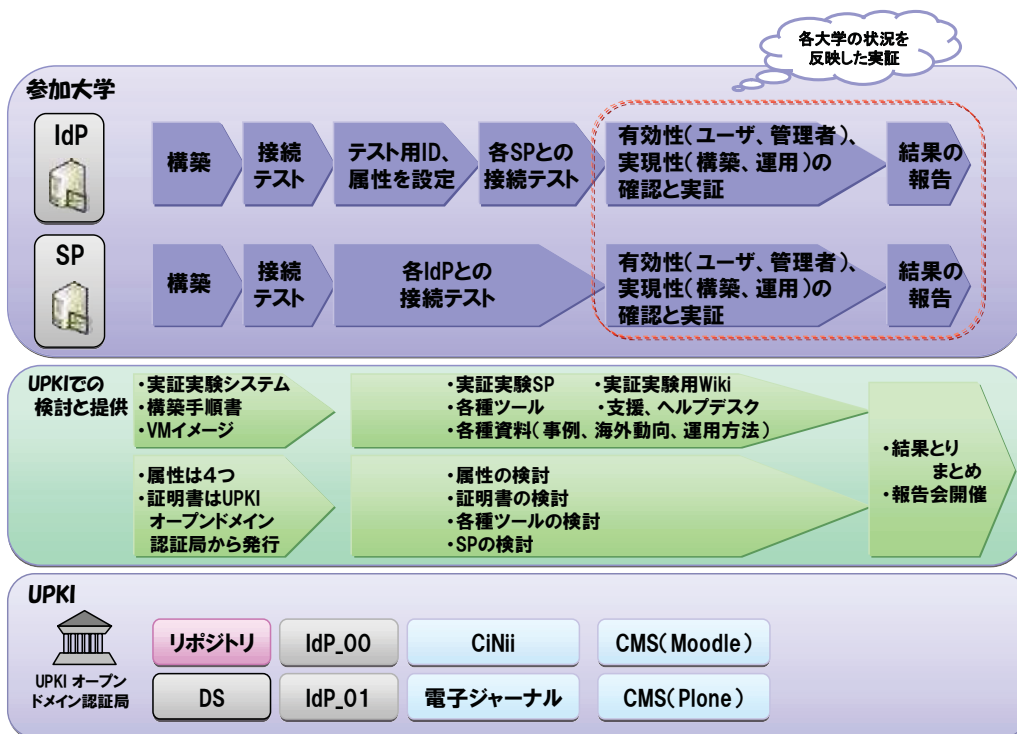 各大学の状況を
反映した実証
参加大学
IdP
構築
接続
テスト
テスト用ID、
属性を設定
各SPとの
接続テスト
有効性(ユーザ、管理者)、
実現性(構築、運用)の
確認と実証
結果の
報告
SP
構築
接続
テスト
各IdPとの
接続テスト
有効性(ユーザ、管理者)、
実現性(構築、運用)の
確認と実証
結果の
報告
UPKIでの
検討と提供
・実証実験システム
・構築手順書
・VMイメージ
・実証実験SP ・実証実験用Wiki
・各種ツール ・支援、ヘルプデスク
・各種資料(事例、海外動向、運用方法)
・属性は4つ
・証明書はUPKI
オープンドメイン
認証局から発行
・属性の検討
・証明書の検討
・各種ツールの検討
・SPの検討
・結果とり
まとめ
・報告会開催
UPKI
UPKI オープン
ドメイン認証局
リポジトリ
IdP_00
CiNii
CMS(Moodle)
DS
IdP_01
電子ジャーナル
CMS(Plone)